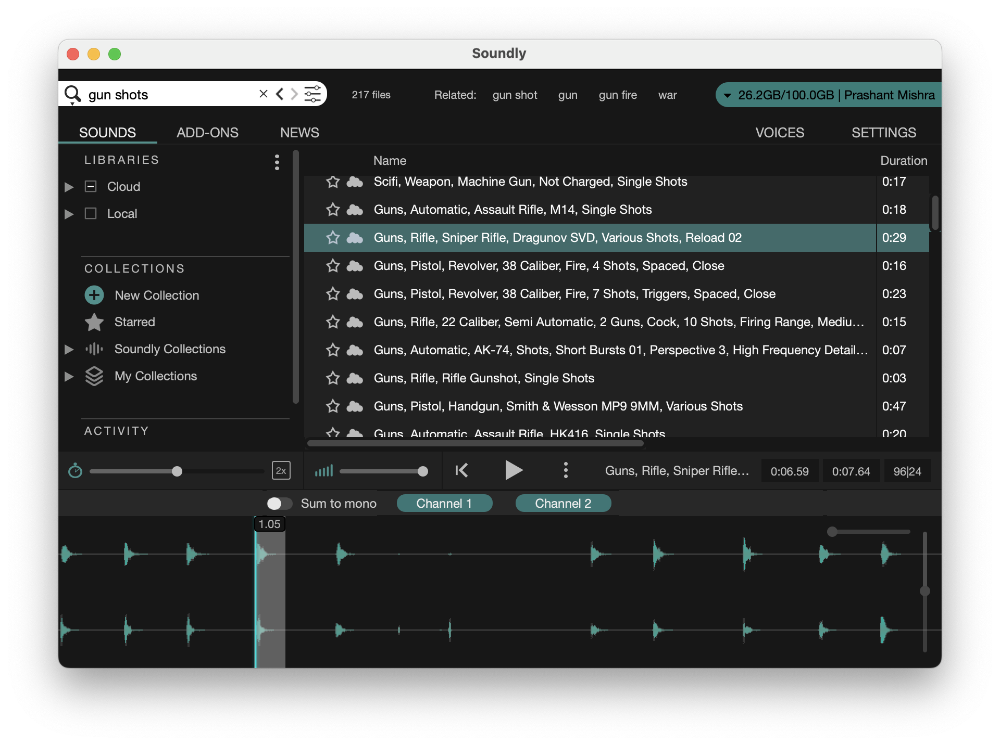 Soundly
gun shots
217 files
Related: gun shot gun gun fire war
26.2GB/100.0GB | Prashant Mishra
SOUNDS ADD-ONS NEWS VOICES SETTINGS
LIBRARIES
Cloud
Local
COLLECTIONS
New Collection
Starred
Soundly Collections
My Collections
ACTIVITY
Name Duration
Scifi, Weapon, Machine Gun, Not Charged, Single Shots 0:17
Guns, Automatic, Assault Rifle, M14, Single Shots 0:18
Guns, Rifle, Sniper Rifle, Dragunov SVD, Various Shots, Reload 02 0:29
Guns, Pistol, Revolver, 38 Caliber, Fire, 4 Shots, Spaced, Close 0:16
Guns, Pistol, Revolver, 38 Caliber, Fire, 7 Shots, Triggers, Spaced, Close 0:23
Guns, Rifle, 22 Caliber, Semi Automatic, 2 Guns, Cock, 10 Shots, Firing Range, Mediu... 0:15
Guns, Automatic, AK-74, Shots, Short Bursts 01, Perspective 3, High Frequency Detail... 0:07
Guns, Rifle, Rifle Gunshot, Single Shots 0:03
Guns, Pistol, Handgun, Smith & Wesson MP9 9MM, Various Shots 0:47
Guns, Automatic, Assault Rifle, HK416, Single Shots 0:20
2x
Guns, Rifle, Sniper Rifle... 0:06.59 0:07.64 96|24
Sum to mono Channel 1 Channel 2
1.05